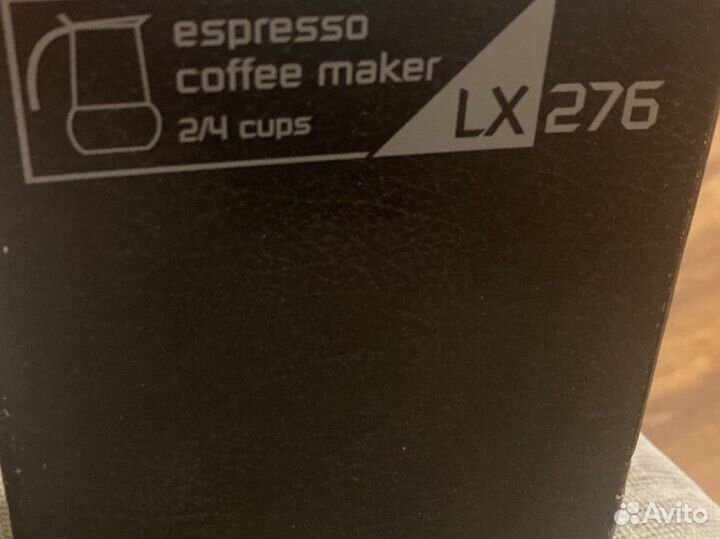 espresso
coffee maker
2/4 cups
LX 276
Avito